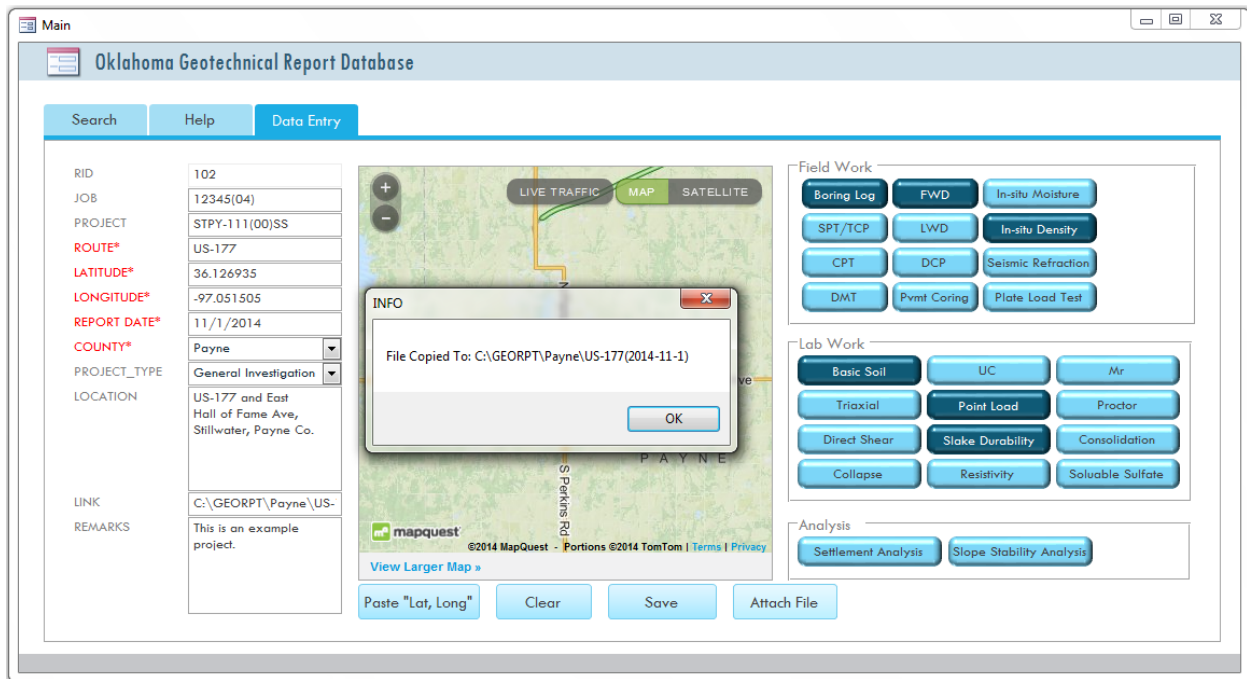 Main
Oklahoma Geotechnical Report Database
Search
Help
Data Entry
RID
102
JOB
12345(04)
PROJECT
STPY-111(00)SS
ROUTE*
US-177
LATITUDE*
36.126935
LONGITUDE*
-97.051505
REPORT DATE*
11/1/2014
COUNTY*
Payne
PROJECT_TYPE
General Investigation
LOCATION
US-177 and East
Hall of Fame Ave,
Stillwater, Payne Co.
LINK
C:\GEORPT\Payne\US-
REMARKS
This is an example
project.
+
-
LIVE TRAFFIC
MAP
SATELLITE
N
INFO
File Copied To: C:\GEORPT\Payne\US-177(2014-11-1)
OK
ve
PAYNE
S Perkins Rd
mapquest
©2014 MapQuest - Portions ©2014 TomTom | Terms | Privacy
View Larger Map »
Paste "Lat, Long"
Clear
Save
Attach File
Field Work
Boring Log
FWD
In-situ Moisture
SPT/TCP
LWD
In-situ Density
CPT
DCP
Seismic Refraction
DMT
Pvmt Coring
Plate Load Test
Lab Work
Basic Soil
UC
Mr
Triaxial
Point Load
Proctor
Direct Shear
Slake Durability
Consolidation
Collapse
Resistivity
Soluable Sulfate
Analysis
Settlement Analysis
Slope Stability Analysis